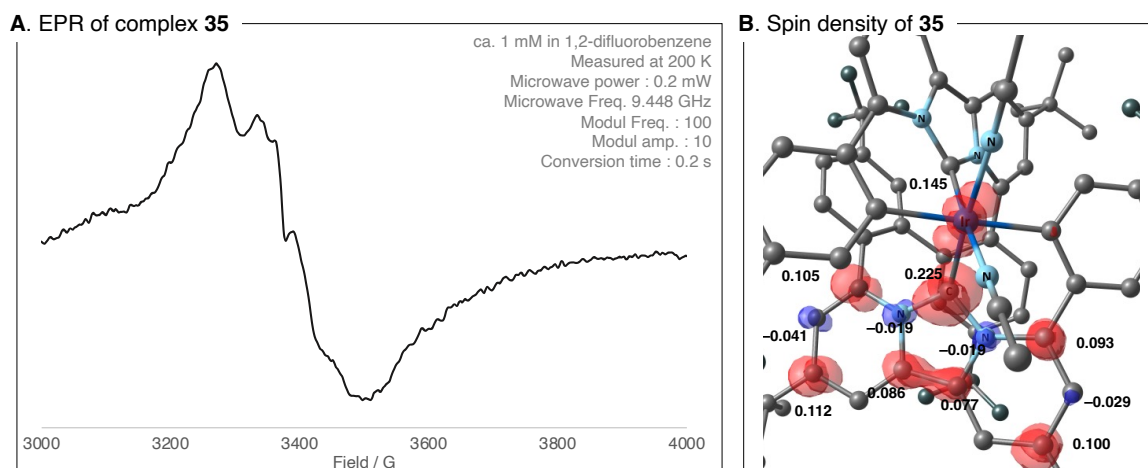 A. EPR of complex 35
ca. 1 mM in 1,2-difluorobenzene
Measured at 200 K
Microwave power : 0.2 mW
Microwave Freq. 9.448 GHz
Modul Freq. : 100
Modul amp. : 10
Conversion time : 0.2 s
3000
3200
3400
3600
3800
4000
Field / G
B. Spin density of 35
N
N
N
0.145
Ir
0.105
0.225
N
C
N
−0.041
−0.019
N
−0.019
0.093
0.086
0.077
−0.029
0.112
0.100